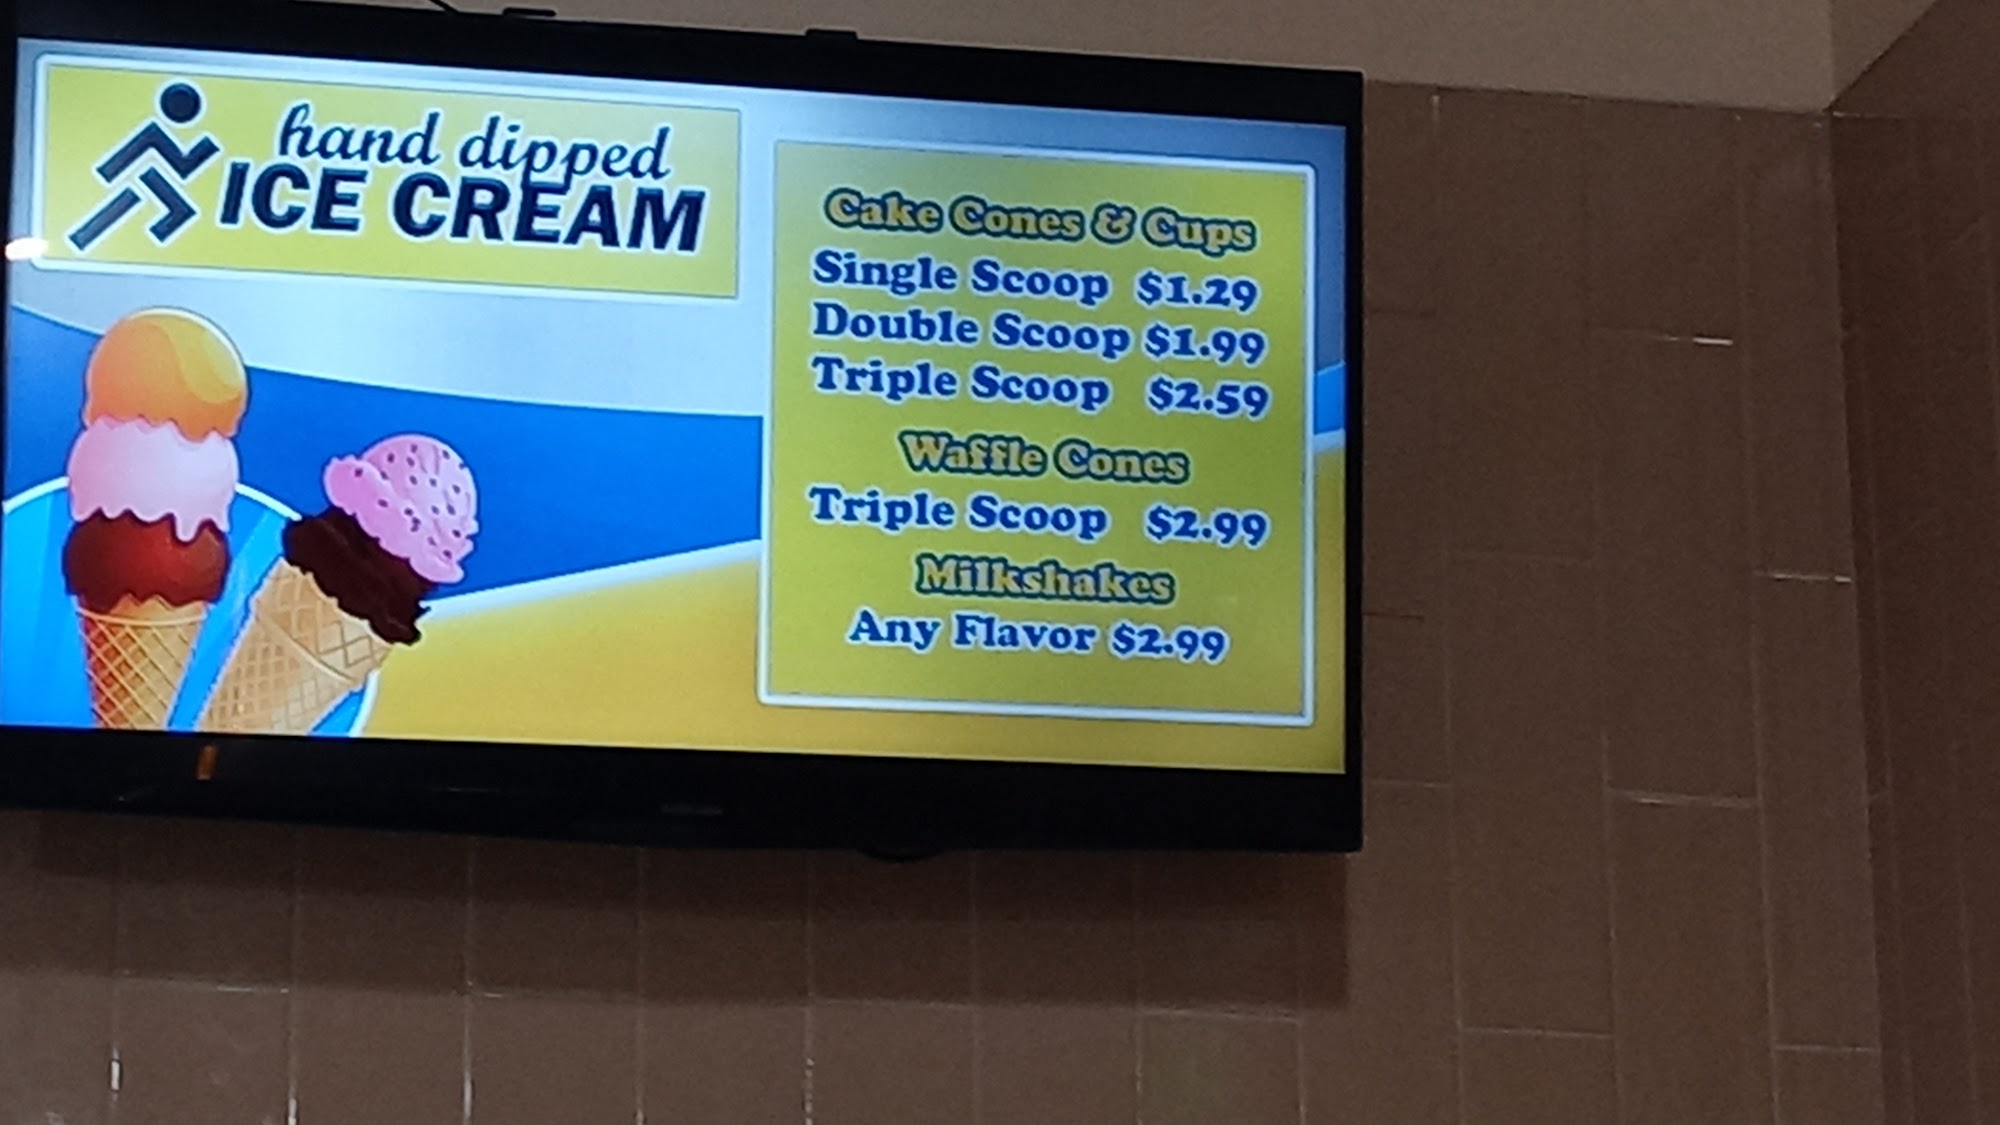 hand dipped
ICE CREAM
Cake Cones & Cups
Single Scoop $1.29
Double Scoop $1.99
Triple Scoop $2.59
Waffle Cones
Triple Scoop $2.99
Milkshakes
Any Flavor $2.99